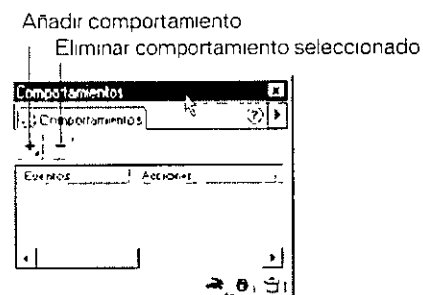 Añadir comportamiento
Eliminar comportamiento seleccionado
Comportamientos
Comportamientos
Eventos Acciones